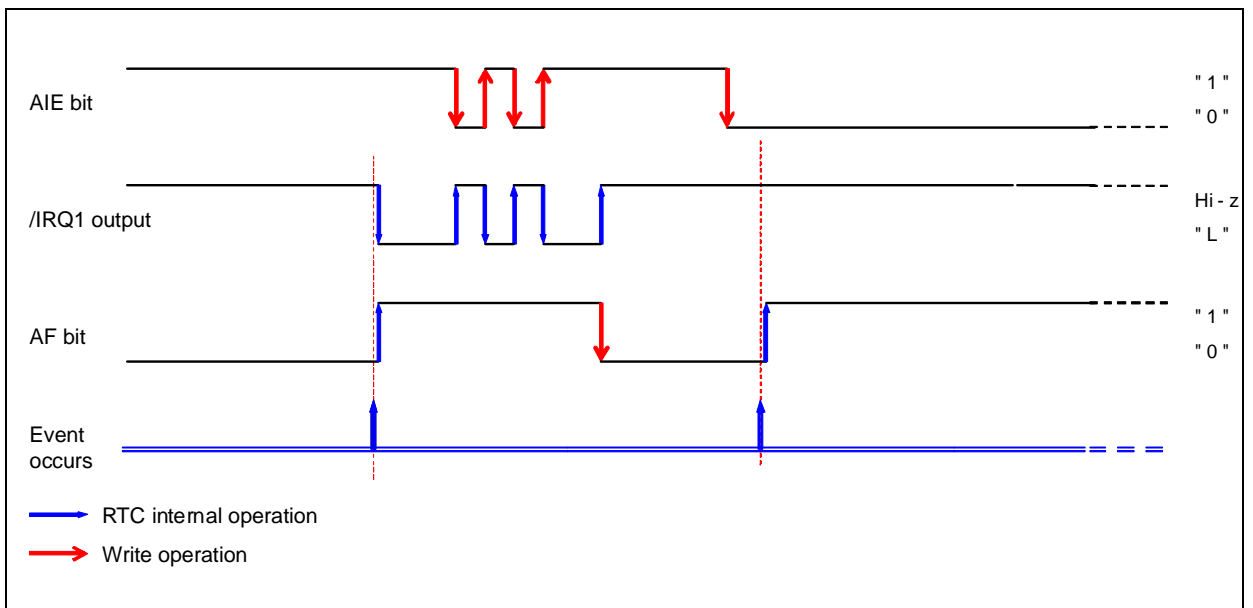 AIE bit
" 1 "
" 0 "
/IRQ1 output
Hi - z
" L "
AF bit
" 1 "
" 0 "
Event
occurs
RTC internal operation
Write operation